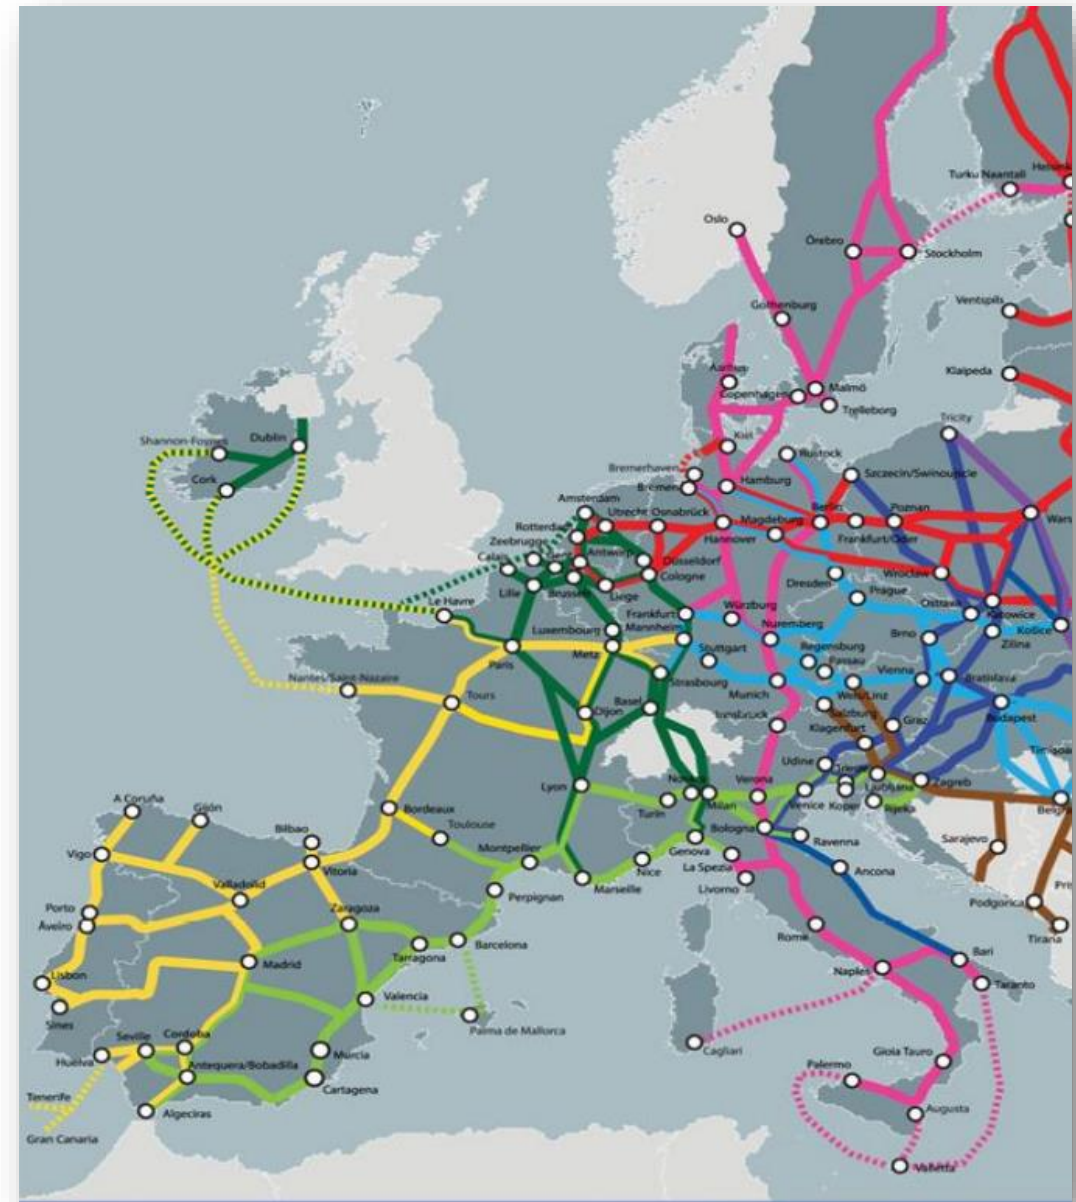 Turku Naantali
Oslo
Örebro
Stockholm
Ventspils
Gothenburg
Klaipeda
Aarhus
Malmö
Copenhagen
Trelleborg
Tricity
Shannon-Foynes
Dublin
Kiel
Rostock
Bremerhaven
Szczecin/Swinoujscie
Cork
Bremen
Hamburg
Amsterdam
Utrecht
Osnabrück
Magdeburg
Berlin
Poznan
Rotterdam
Hannover
Frankfurt/Oder
Zeebrugge
Calais
Antwerp
Düsseldorf
Cologne
Wroclaw
Dresden
Prague
Lille
Brussels
Liege
Le Havre
Frankfurt
Würzburg
Ostrava
Katowice
Luxembourg
Mannheim
Nuremberg
Brno
Košice
Zilina
Paris
Metz
Stuttgart
Regensburg
Passau
Strasbourg
Vienna
Bratislava
Nantes/Saint-Nazaire
Tours
Munich
Wels/Linz
Basel
Salzburg
Budapest
Dijon
Innsbruck
Klagenfurt
Graz
Udine
Lyon
Verona
Ljubljana
Zagreb
A Coruña
Gijón
Bordeaux
Turin
Milan
Venice
Koper
Rijeka
Bilbao
Toulouse
Bologna
Ravenna
Sarajevo
Vigo
Vitoria
Montpellier
Genova
La Spezia
Nice
Ancona
Valladolid
Marseille
Livorno
Perpignan
Porto
Zaragoza
Podgorica
Aveiro
Rome
Tirana
Barcelona
Tarragona
Madrid
Bari
Lisbon
Naples
Taranto
Valencia
Sines
Palma de Mallorca
Seville
Cordoba
Cagliari
Huelva
Murcia
Gioia Tauro
Antequera/Bobadilla
Palermo
Cartagena
Tenerife
Algeciras
Augusta
Gran Canaria
Valletta